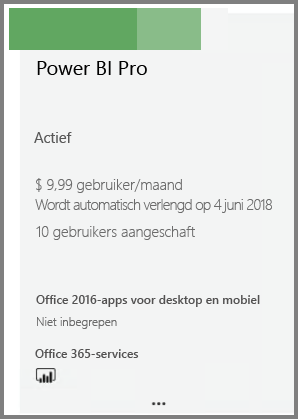 Power BI Pro
Actief
$ 9,99 gebruiker/maand
Wordt automatisch verlengd op 4 juni 2018
10 gebruikers aangeschaft
Office 2016-apps voor desktop en mobiel
Niet inbegrepen
Office 365-services